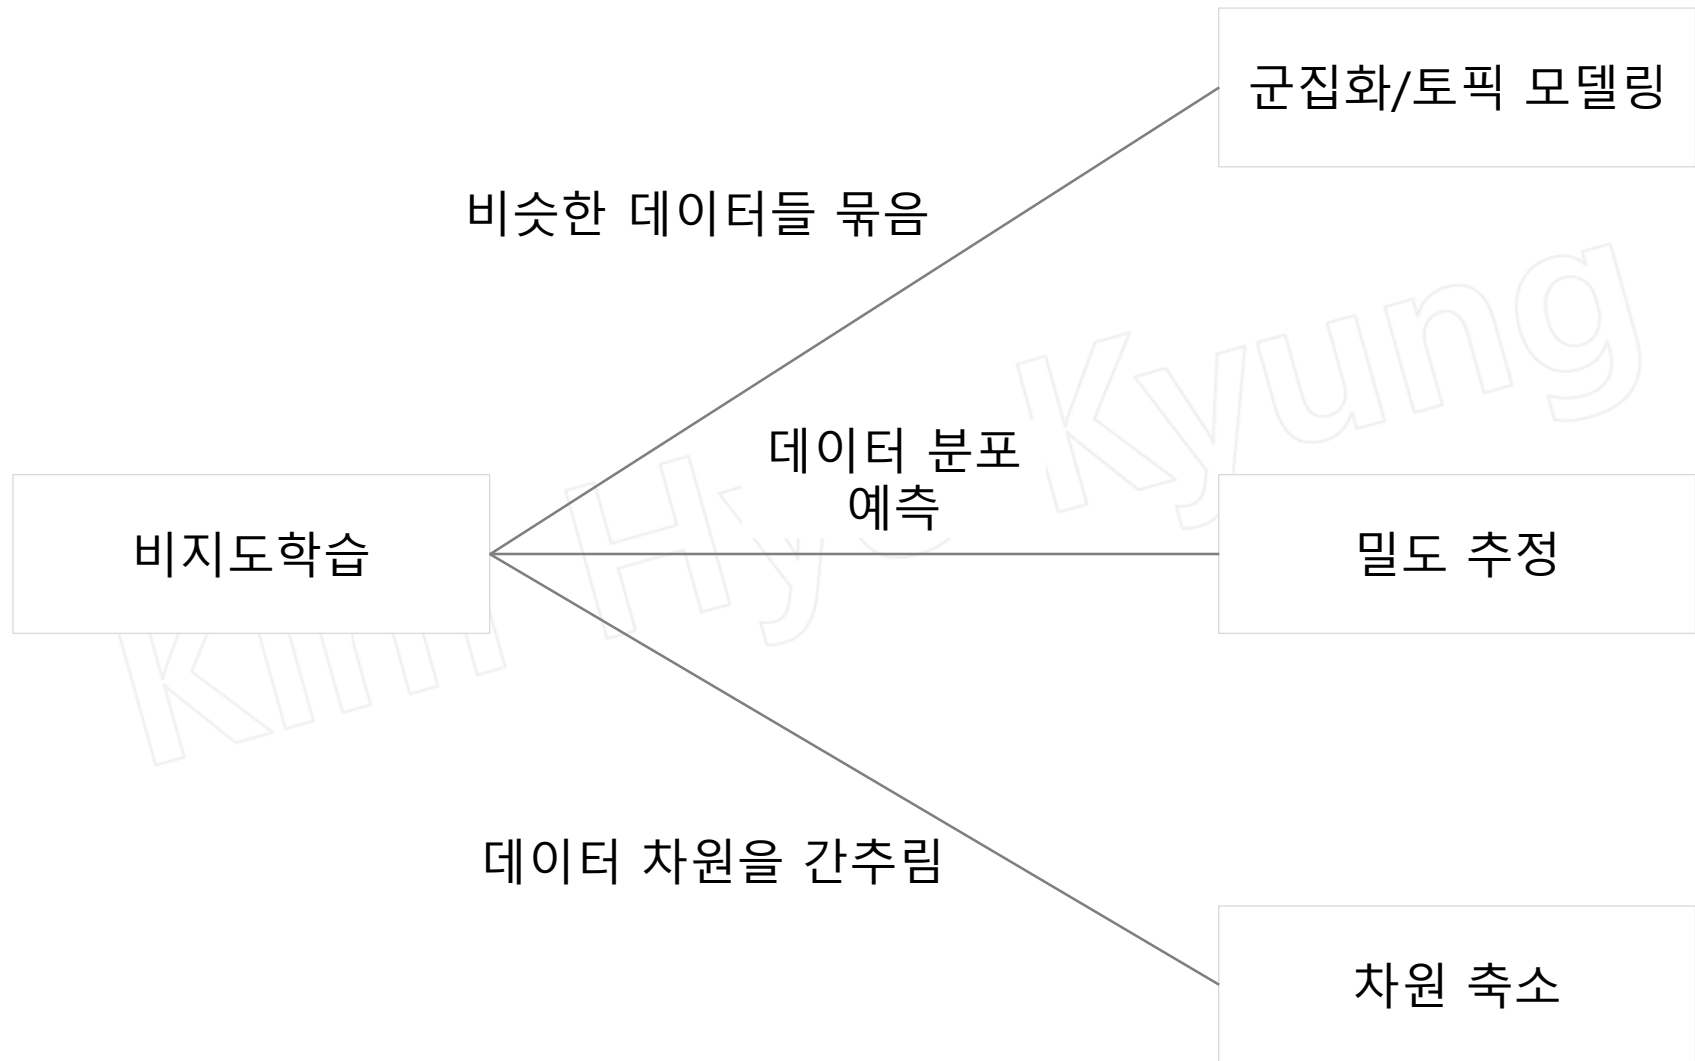 군집화/토픽 모델링
비슷한 데이터들 묶음
데이터 분포
예측
비지도학습
밀도 추정
데이터 차원을 간추림
차원 축소
Kim Hyo Kyung